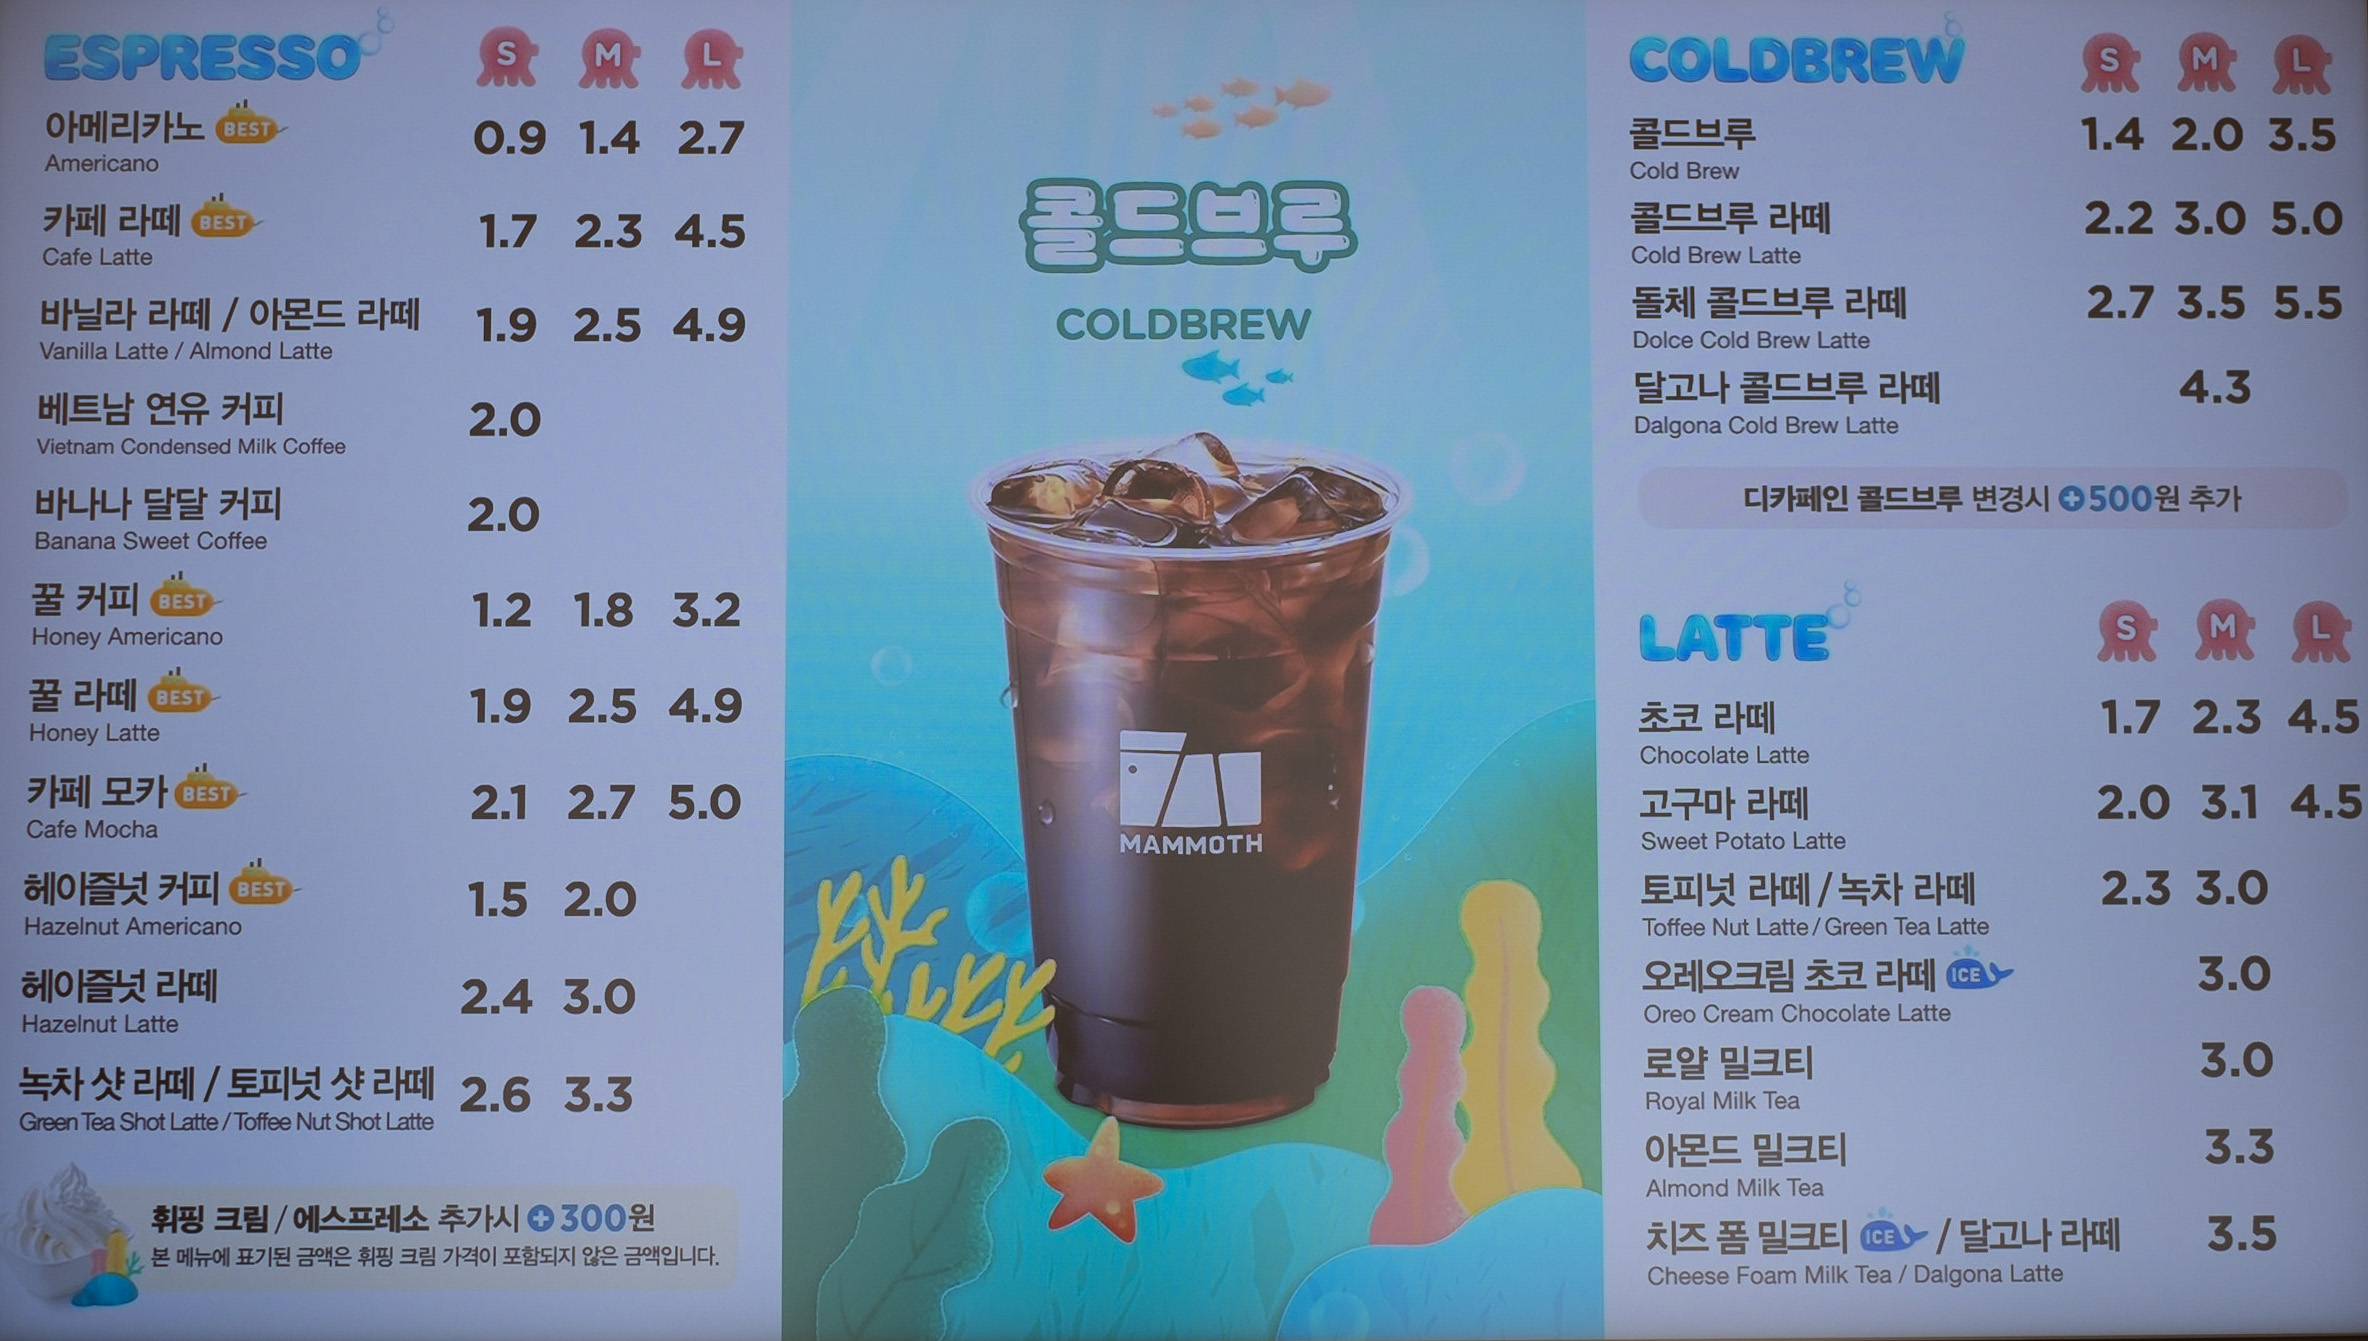 ESPRESSO S M L
아메리카노 BEST 0.9 1.4 2.7
Americano
카페 라떼 BEST 1.7 2.3 4.5
Cafe Latte
바닐라 라떼 / 아몬드 라떼 1.9 2.5 4.9
Vanilla Latte / Almond Latte
베트남 연유 커피 2.0
Vietnam Condensed Milk Coffee
바나나 달달 커피 2.0
Banana Sweet Coffee
꿀 커피 BEST 1.2 1.8 3.2
Honey Americano
꿀 라떼 BEST 1.9 2.5 4.9
Honey Latte
카페 모카 BEST 2.1 2.7 5.0
Cafe Mocha
헤이즐넛 커피 BEST 1.5 2.0
Hazelnut Americano
헤이즐넛 라떼 2.4 3.0
Hazelnut Latte
녹차 샷 라떼 / 토피넛 샷 라떼 2.6 3.3
Green Tea Shot Latte / Toffee Nut Shot Latte
휘핑 크림 / 에스프레소 추가시 +300원
본 메뉴에 표기된 금액은 휘핑 크림 가격이 포함되지 않은 금액입니다.
콜드브루
COLDBREW
MAMMOTH
COLDBREW S M L
콜드브루 1.4 2.0 3.5
Cold Brew
콜드브루 라떼 2.2 3.0 5.0
Cold Brew Latte
돌체 콜드브루 라떼 2.7 3.5 5.5
Dolce Cold Brew Latte
달고나 콜드브루 라떼 4.3
Dalgona Cold Brew Latte
디카페인 콜드브루 변경시 +500원 추가
LATTE S M L
초코 라떼 1.7 2.3 4.5
Chocolate Latte
고구마 라떼 2.0 3.1 4.5
Sweet Potato Latte
토피넛 라떼 / 녹차 라떼 2.3 3.0
Toffee Nut Latte / Green Tea Latte
오레오크림 초코 라떼 ICE 3.0
Oreo Cream Chocolate Latte
로얄 밀크티 3.0
Royal Milk Tea
아몬드 밀크티 3.3
Almond Milk Tea
치즈 폼 밀크티 ICE / 달고나 라떼 3.5
Cheese Foam Milk Tea / Dalgona Latte